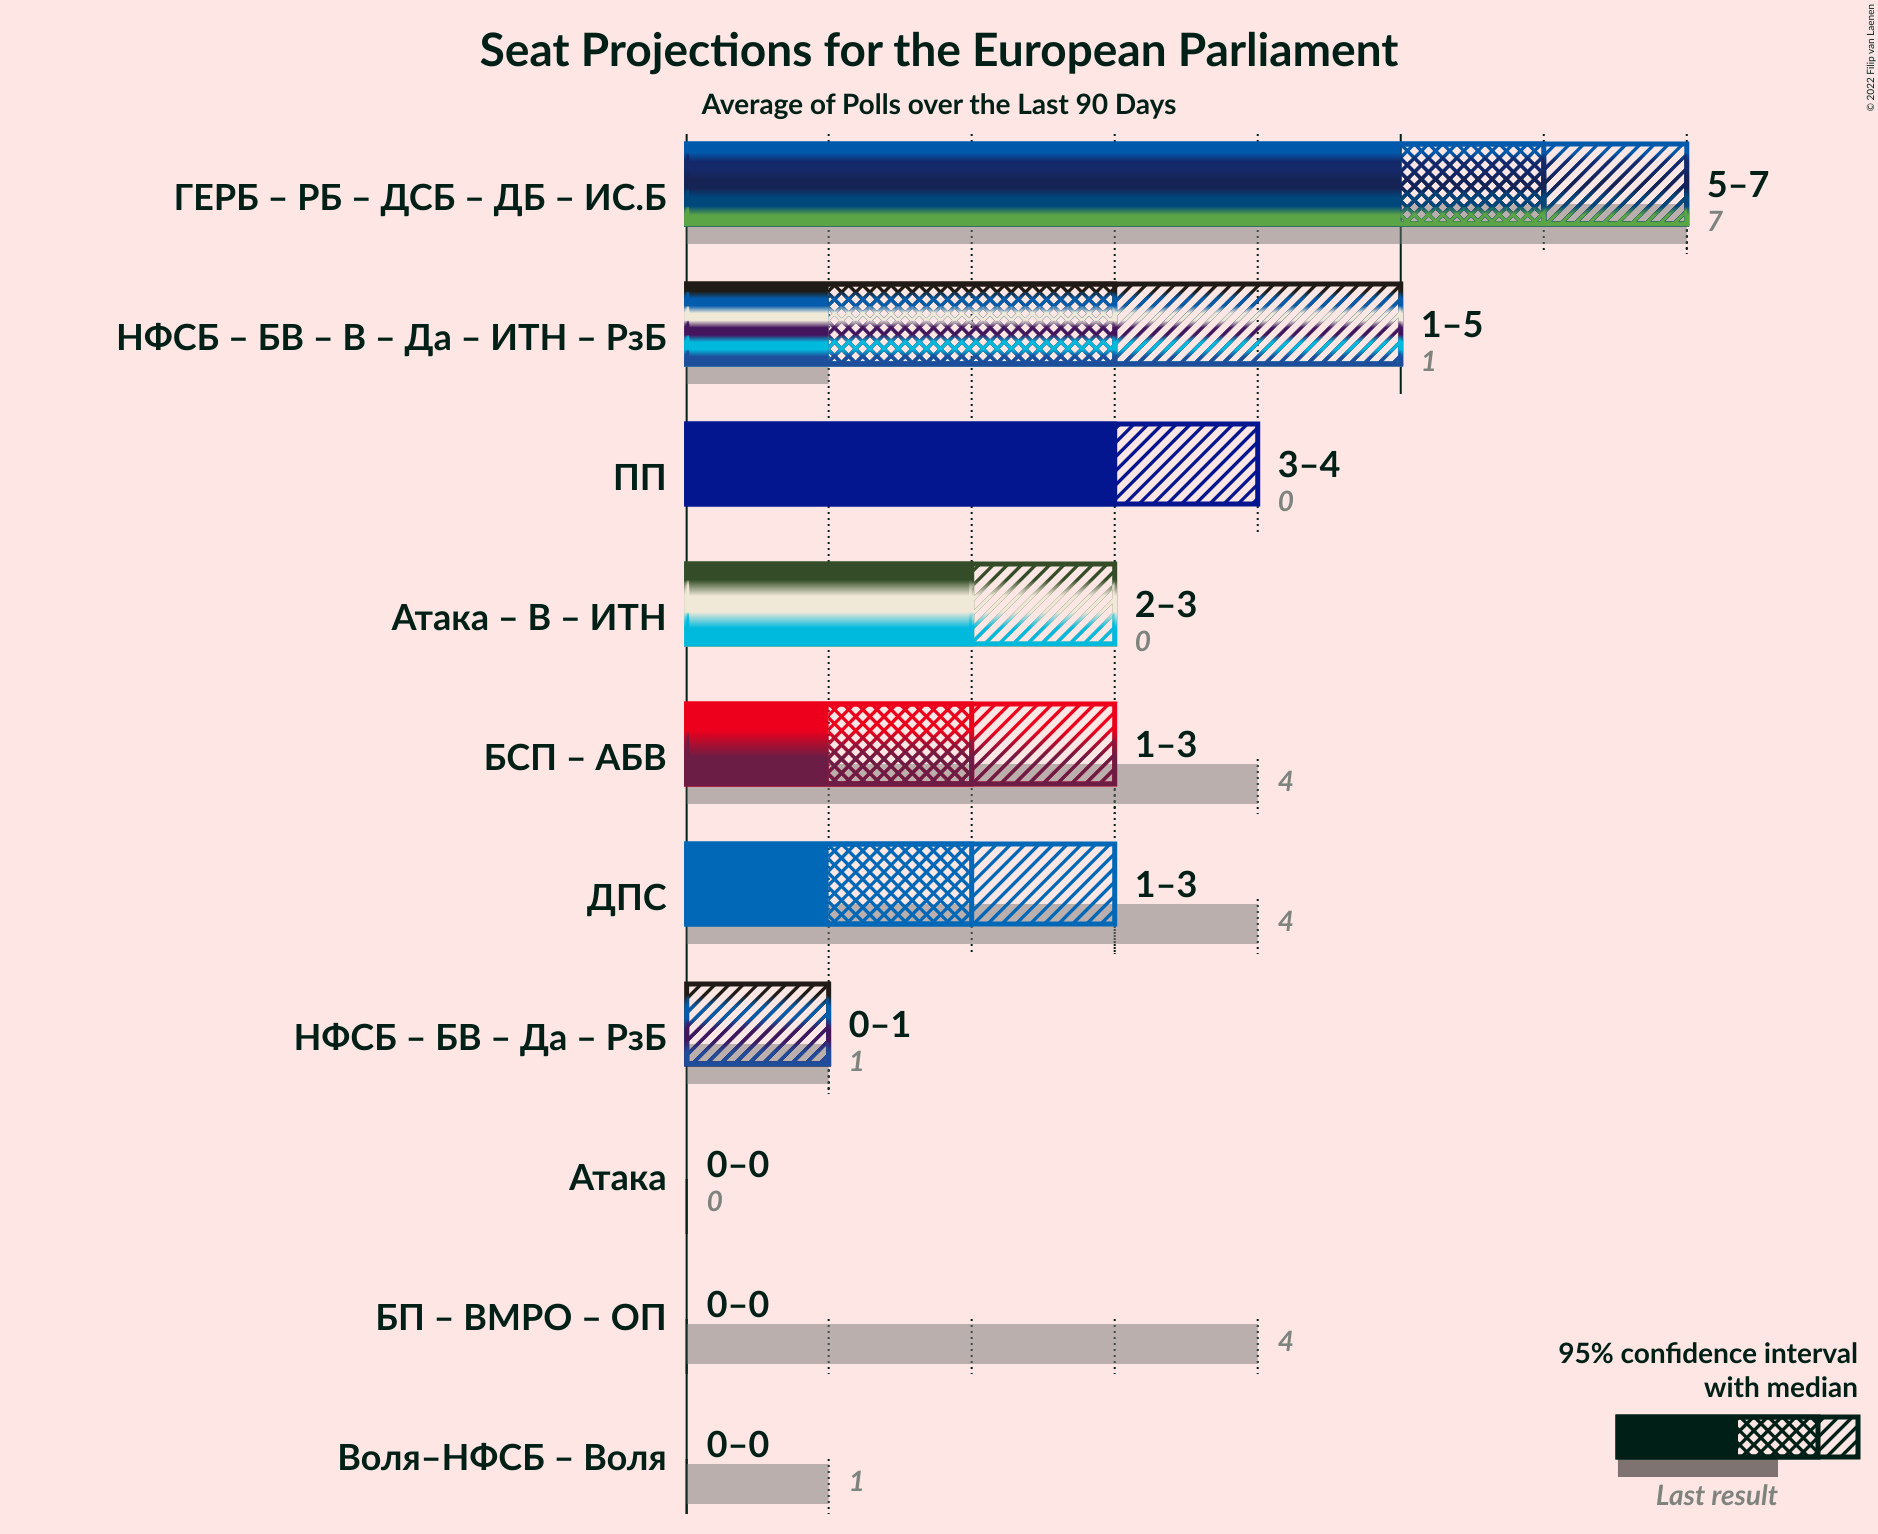 Seat Projections for the European Parliament
Average of Polls over the Last 90 Days
© 2022 Filip van Laenen
ГЕРБ – РБ – ДСБ – ДБ – ИС.Б
5–7
7
НФСБ – БВ – В – Да – ИТН – РзБ
1–5
1
ПП
3–4
0
Атака – В – ИТН
2–3
0
БСП – АБВ
1–3
4
ДПС
1–3
4
НФСБ – БВ – Да – РзБ
0–1
1
Атака
0–0
0
БП – ВМРО – ОП
0–0
4
Воля–НФСБ – Воля
0–0
1
95% confidence interval
with median
Last result